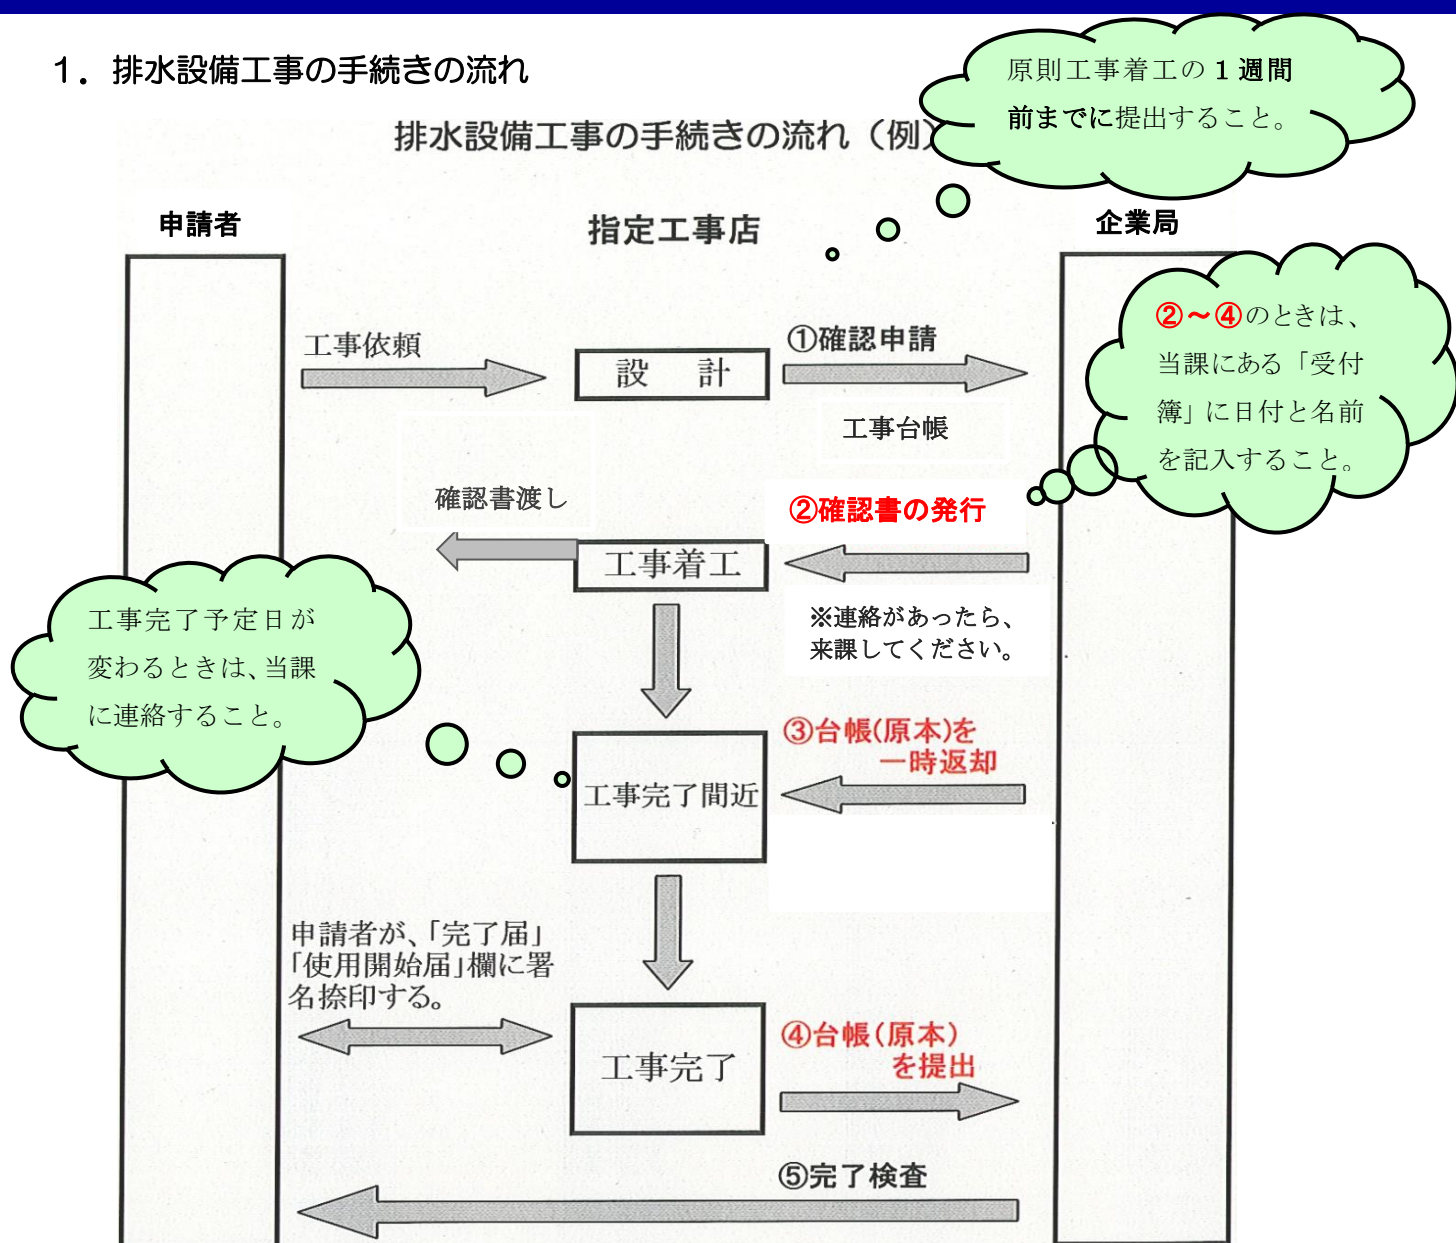 １．排水設備工事の手続きの流れ
原則工事着工の１週間
前までに提出すること。
排水設備工事の手続きの流れ（例）
申請者
指定工事店
企業局
②～④のときは、
当課にある「受付
簿」に日付と名前
を記入すること。
工事依頼
設　計
①確認申請
工事台帳
確認書渡し
②確認書の発行
工事着工
※連絡があったら、
来課してください。
工事完了予定日が
変わるときは、当課
に連絡すること。
③台帳(原本)を
一時返却
工事完了間近
申請者が、「完了届」
「使用開始届」欄に署
名捺印する。
④台帳(原本)
を提出
工事完了
⑤完了検査